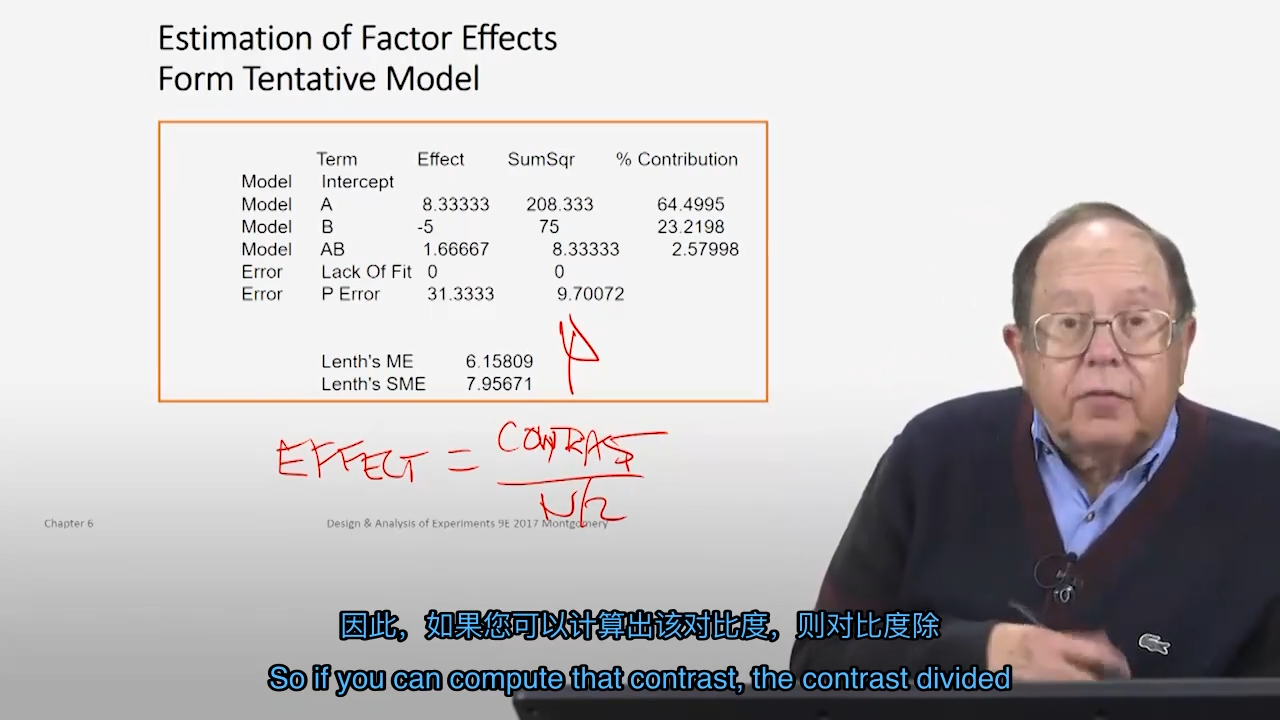 Estimation of Factor Effects
Form Tentative Model
Term Effect SumSqr % Contribution
Model Intercept
Model A 8.33333 208.333 64.4995
Model B -5 75 23.2198
Model AB 1.66667 8.33333 2.57998
Error Lack Of Fit 0 0
Error P Error 31.3333 9.70072
Lenth's ME 6.15809
Lenth's SME 7.95671
EFFECT = CONTRAST
N/2
Chapter 6 Design & Analysis of Experiments 9E 2017 Montgomery
因此，如果您可以计算出该对比度，则对比度除
So if you can compute that contrast, the contrast divided